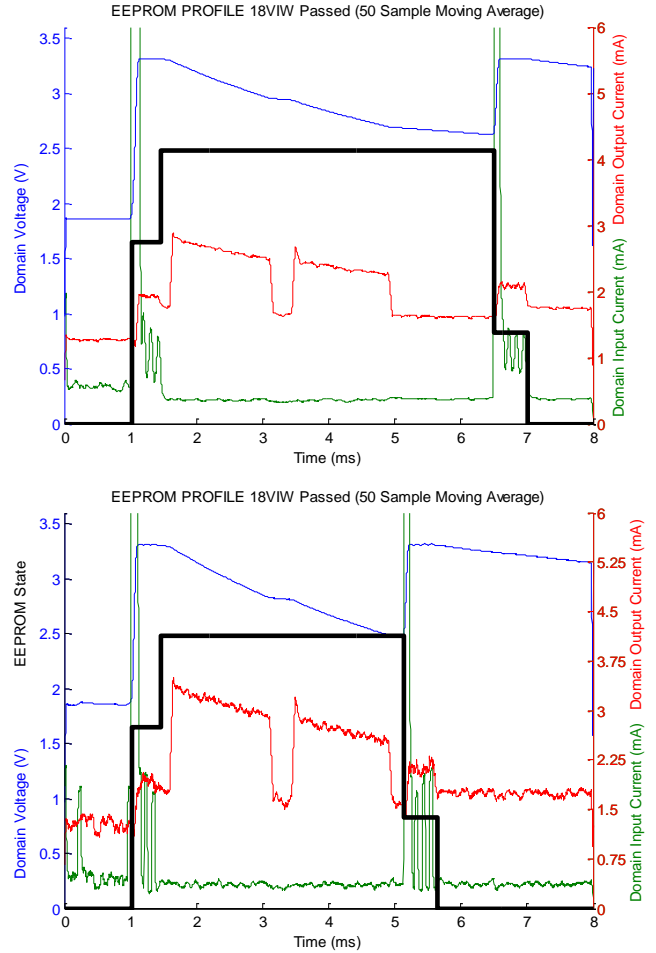 EEPROM PROFILE 18VIW Passed (50 Sample Moving Average)
3.5
3
2.5
2
1.5
1
0.5
0
Domain Voltage (V)
6
5
4
3
2
1
0
Domain Output Current (mA)
Domain Input Current (mA)
0 1 2 3 4 5 6 7 8
Time (ms)
EEPROM PROFILE 18VIW Passed (50 Sample Moving Average)
3.5
3
2.5
2
1.5
1
0.5
0
EEPROM State
Domain Voltage (V)
6
5.25
4.5
3.75
3
2.25
1.5
0.75
0
Domain Output Current (mA)
Domain Input Current (mA)
0 1 2 3 4 5 6 7 8
Time (ms)